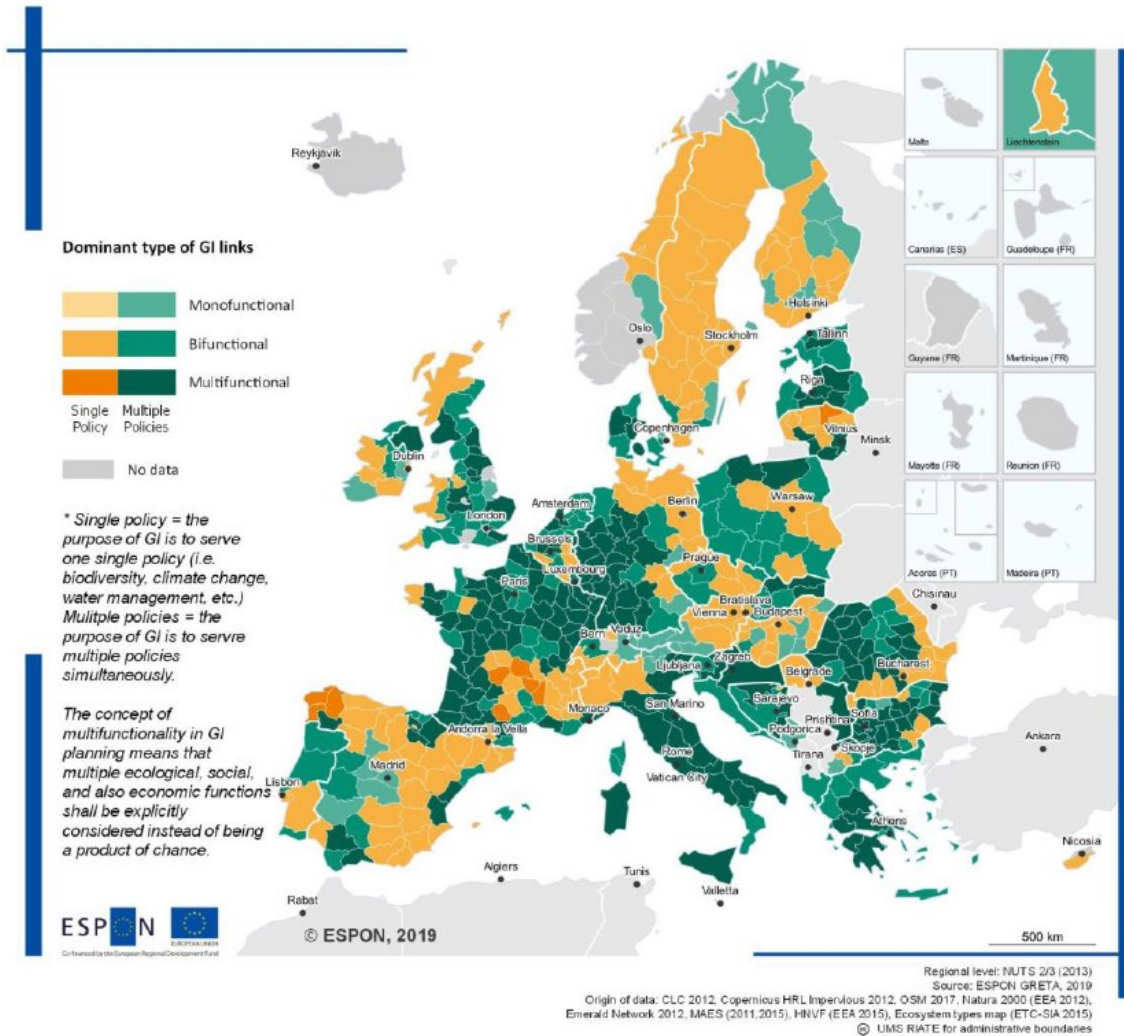 Reykjavik
Malta
Liechtenstein
Dominant type of GI links
Canarias (ES)
Guadeloupe (FR)
Monofunctional
Bifunctional
Multifunctional
Single
Policy
Multiple
Policies
No data
Oslo
Helsinki
Tallinn
Stockholm
Guyane (FR)
Martinique (FR)
Riga
Copenhagen
Vilnius
Minsk
Dublin
Mayotte (FR)
Reunion (FR)
Amsterdam
Berlin
Warsaw
London
Brussels
Acores (PT)
Madeira (PT)
* Single policy = the
purpose of GI is to serve
one single policy (i.e.
biodiversity, climate change,
water management, etc.)
Mulitple policies = the
purpose of GI is to servre
multiple policies
simultaneously.
Luxembourg
Prague
Paris
Chisinau
Bratislava
Vienna
Budapest
Bern
Vaduz
Ljubljana
Zagreb
Belgrade
Bucharest
The concept of
multifunctionality in GI
planning means that
multiple ecological, social,
and also economic functions
shall be explicitly
considered instead of being
a product of chance.
Monaco
San Marino
Sarajevo
Andorra la Vella
Prishtina
Sofia
Podgorica
Skopje
Ankara
Madrid
Rome
Tirana
Vatican City
Lisbon
Athens
Nicosia
Algiers
Tunis
Valletta
Rabat
ESPON
EUROPEAN UNION
Co-financed by the European Regional Development Fund
© ESPON, 2019
500 km
Regional level: NUTS 2/3 (2013)
Source: ESPON GRETA, 2019
Origin of data: CLC 2012, Copernicus HRL Impervious 2012, OSM 2017, Natura 2000 (EEA 2012),
Emerald Network 2012, MAES (2011,2015), HNVF (EEA 2015), Ecosystem types map (ETC-SIA 2015)
UMS RIATE for administrative boundaries